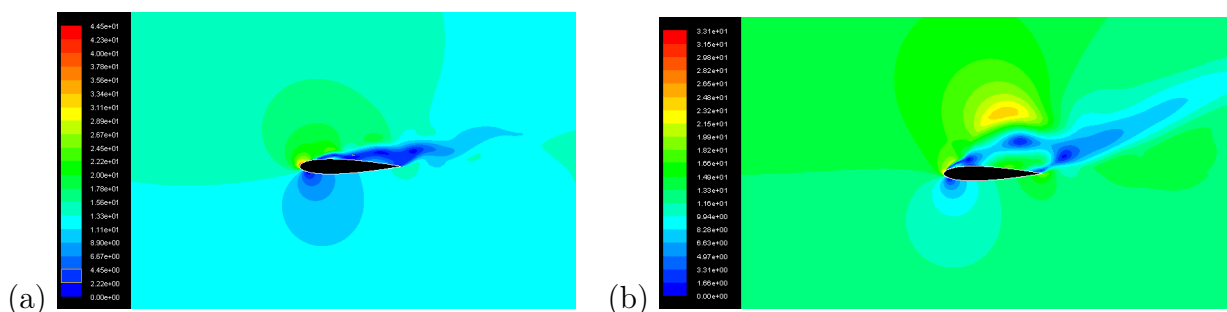 4.45e+01
4.23e+01
4.00e+01
3.78e+01
3.56e+01
3.34e+01
3.11e+01
2.89e+01
2.67e+01
2.45e+01
2.22e+01
2.00e+01
1.78e+01
1.56e+01
1.33e+01
1.11e+01
8.90e+00
6.67e+00
4.45e+00
2.22e+00
0.00e+00
(a)
3.31e+01
3.15e+01
2.98e+01
2.82e+01
2.65e+01
2.48e+01
2.32e+01
2.15e+01
1.99e+01
1.82e+01
1.66e+01
1.49e+01
1.33e+01
1.16e+01
9.94e+00
8.28e+00
6.63e+00
4.97e+00
3.31e+00
1.66e+00
0.00e+00
(b)